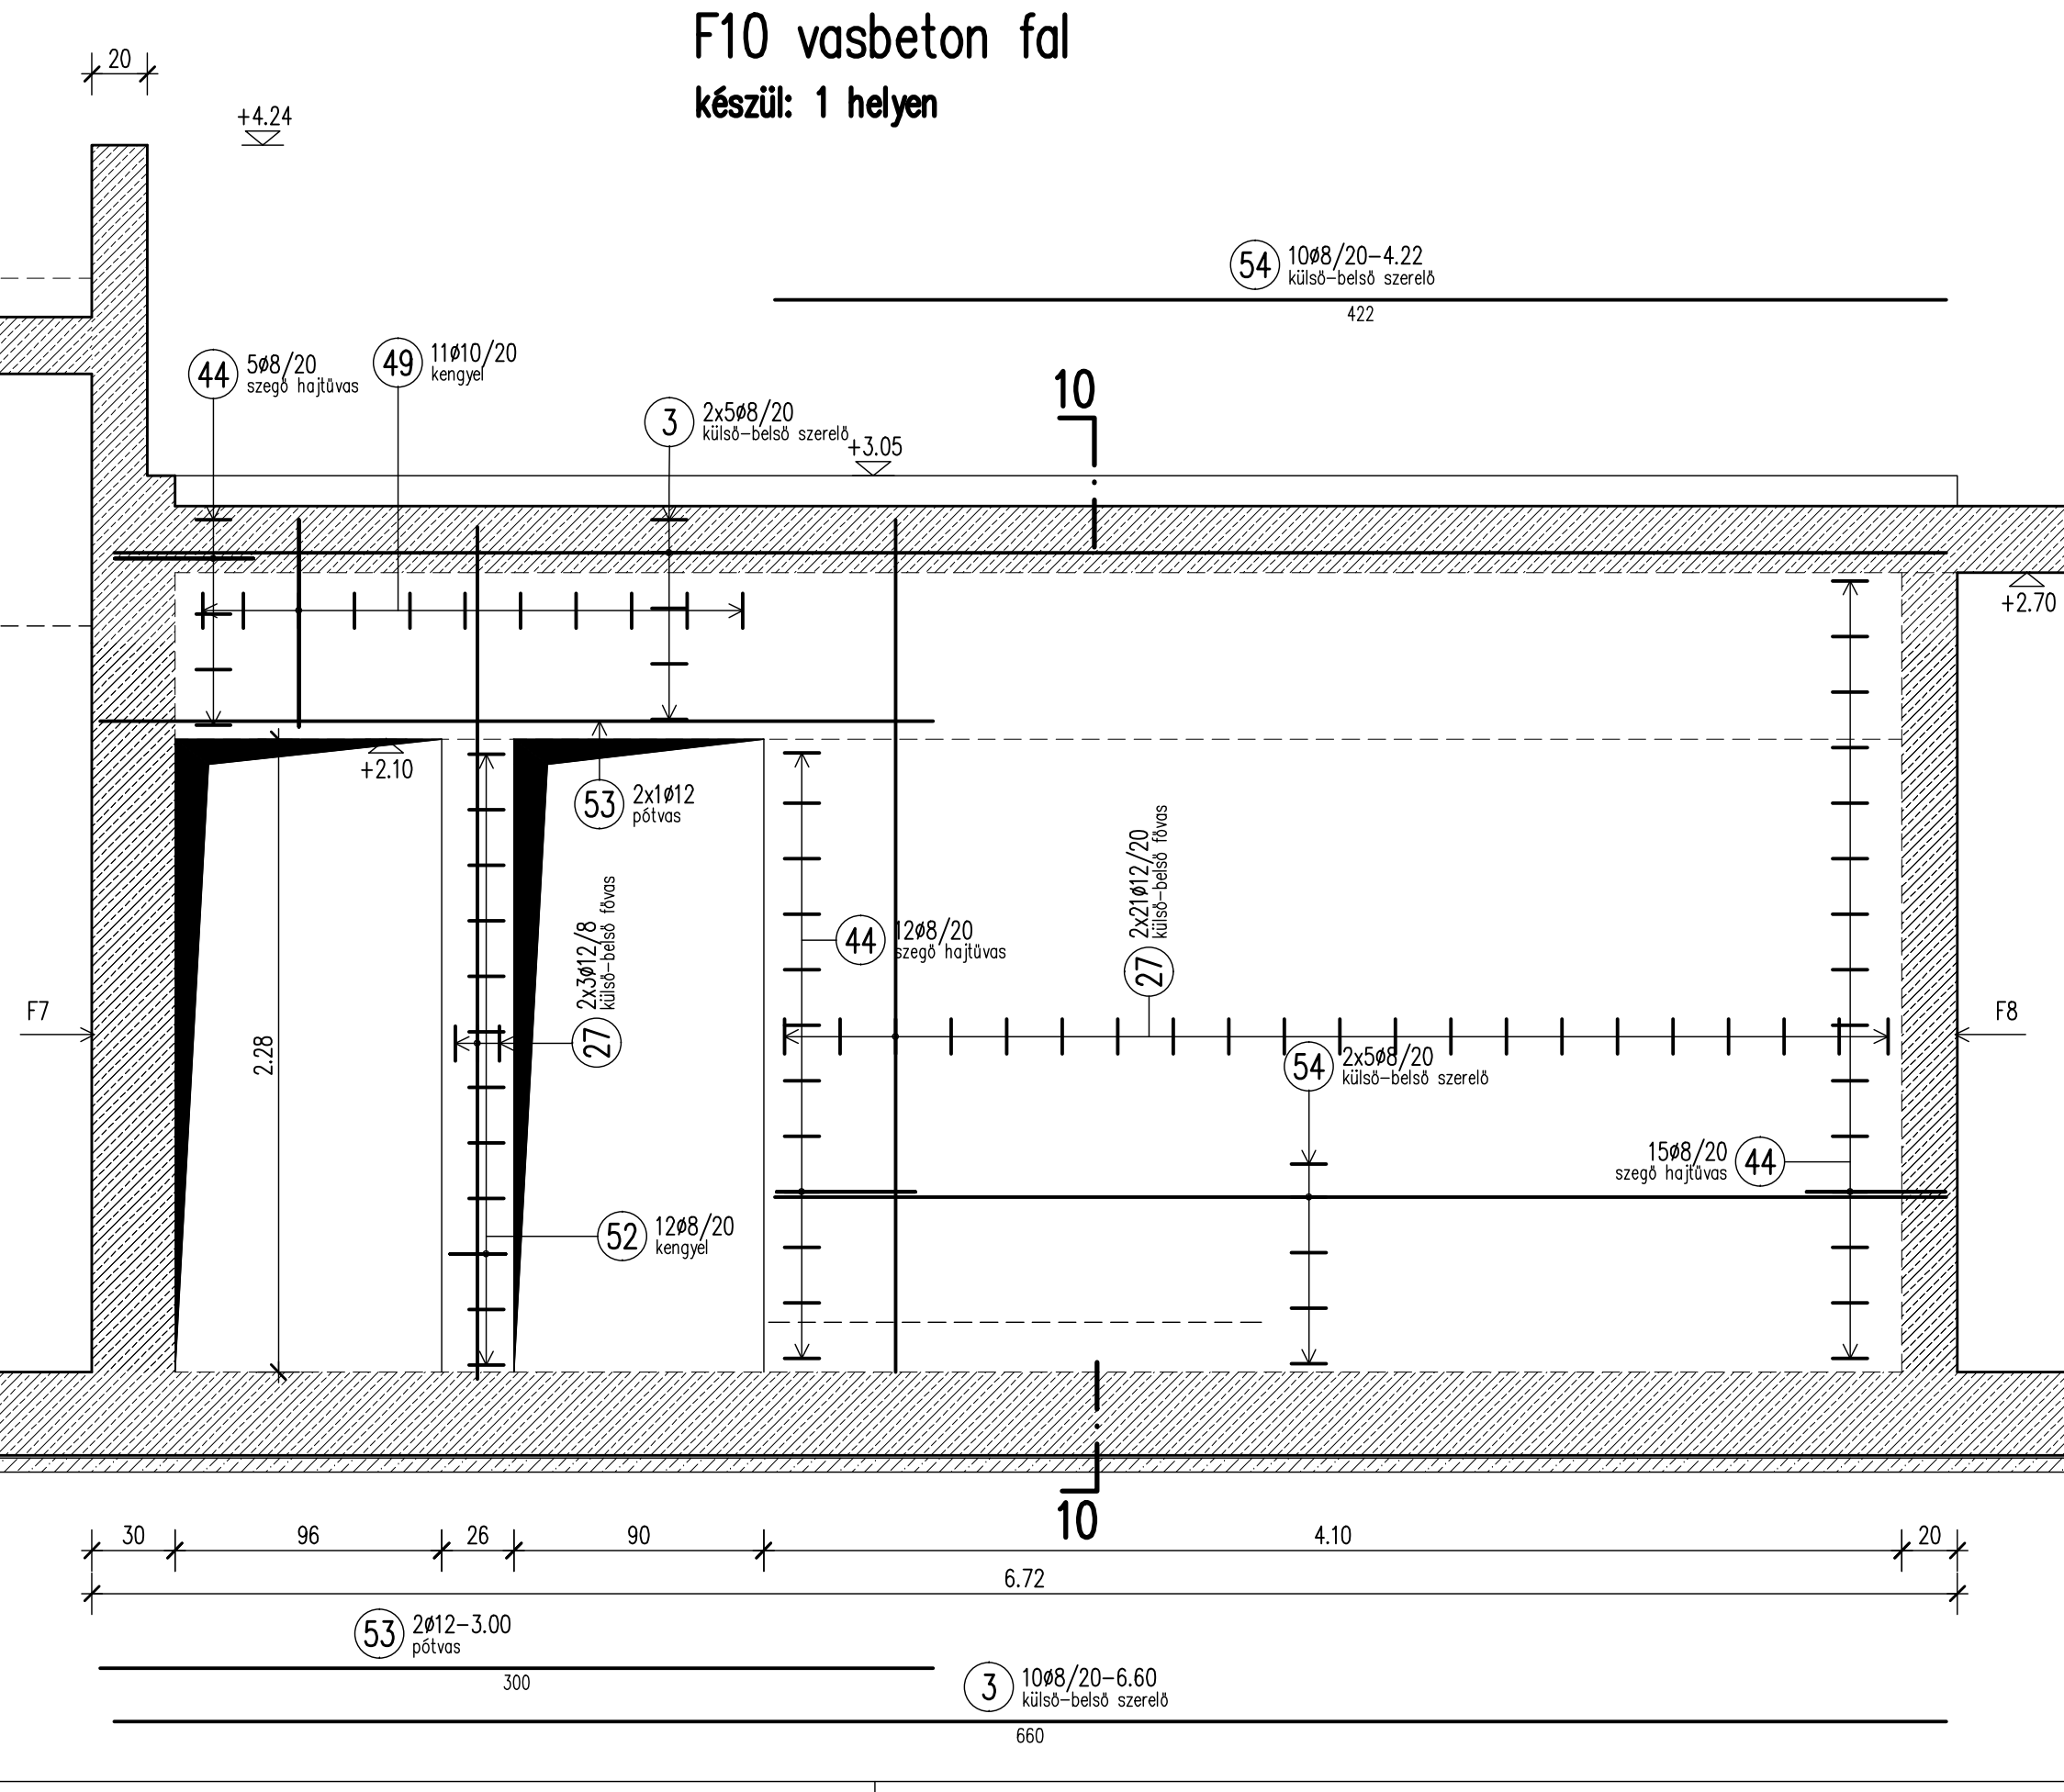 F10 vasbeton fal
készül: 1 helyen
20
+4.24
54
10ø8/20-4.22
külső-belső szerelő
422
44
5ø8/20
szegő hajtűvas
49
11ø10/20
kengyel
3
2x5ø8/20
külső-belső szerelő
+3.05
10
+2.70
+2.10
53
2x1ø12
pótvas
27
2x3ø12/8
külső-belső fővas
44
12ø8/20
szegő hajtűvas
27
2x21ø12/20
külső-belső fővas
F7
2.28
F8
54
2x5ø8/20
külső-belső szerelő
15ø8/20
szegő hajtűvas
44
52
12ø8/20
kengyel
10
30
96
26
90
4.10
20
6.72
53
2ø12-3.00
pótvas
300
3
10ø8/20-6.60
külső-belső szerelő
660